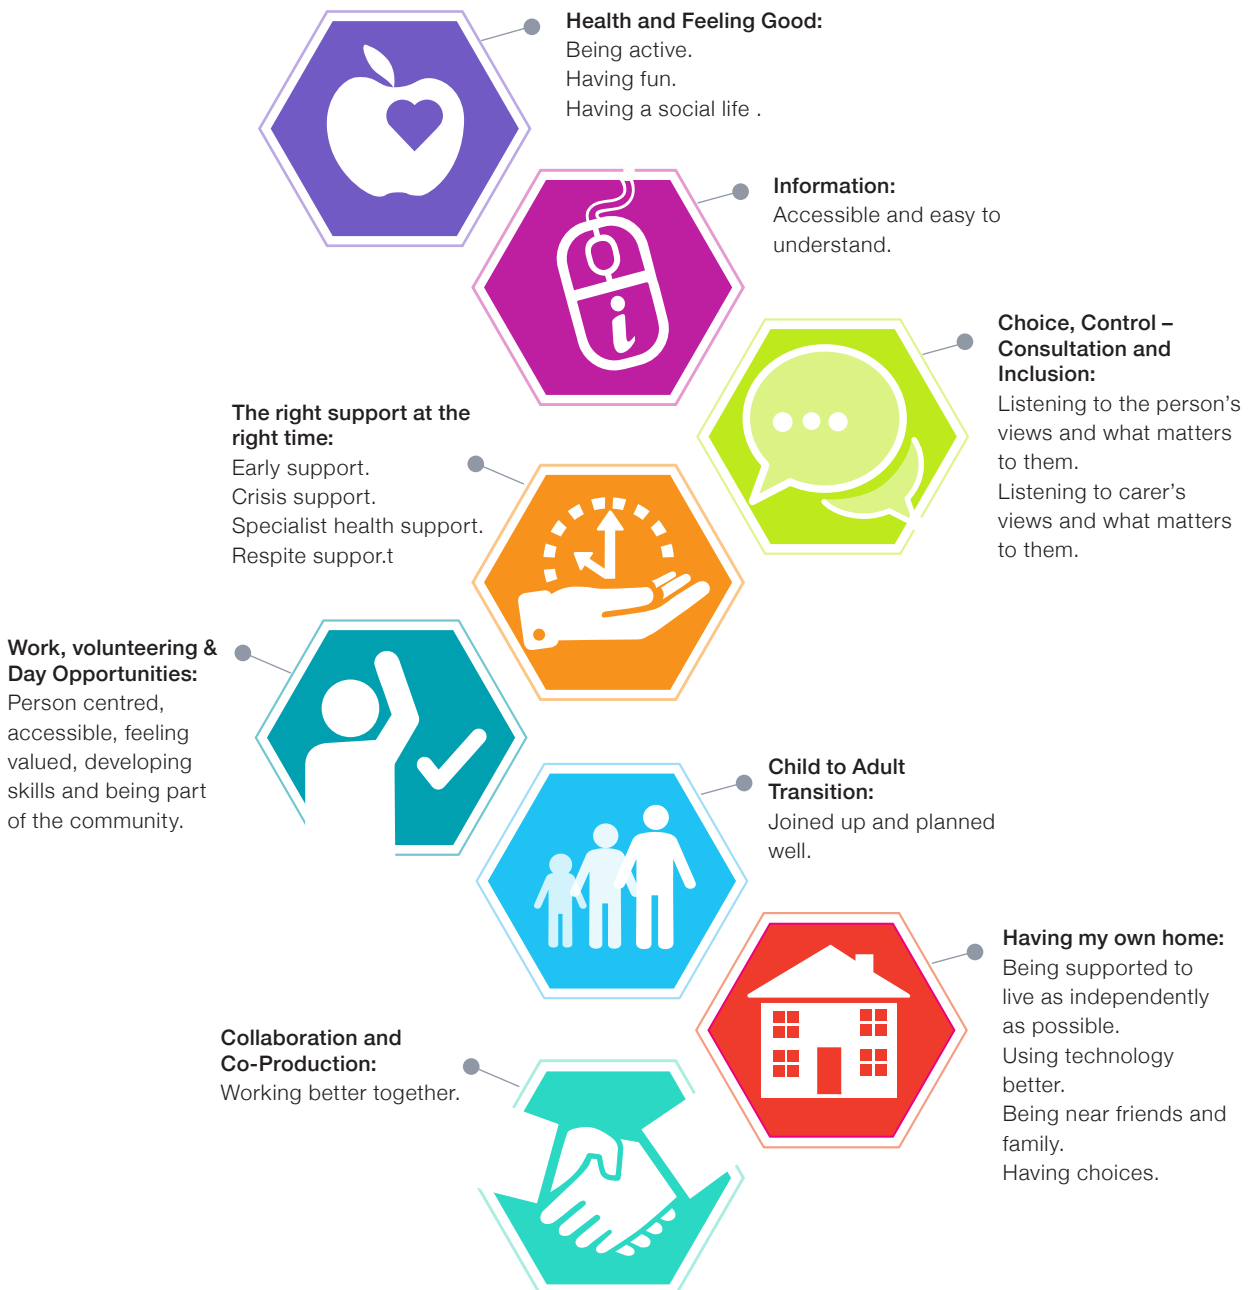 Health and Feeling Good:
Being active.
Having fun.
Having a social life .
Information:
Accessible and easy to
understand.
Choice, Control –
Consultation and
Inclusion:
Listening to the person's
views and what matters
to them.
Listening to carer's
views and what matters
to them.
The right support at the
right time:
Early support.
Crisis support.
Specialist health support.
Respite suppor.t
Work, volunteering &
Day Opportunities:
Person centred,
accessible, feeling
valued, developing
skills and being part
of the community.
Child to Adult
Transition:
Joined up and planned
well.
Having my own home:
Being supported to
live as independently
as possible.
Using technology
better.
Being near friends and
family.
Having choices.
Collaboration and
Co-Production:
Working better together.